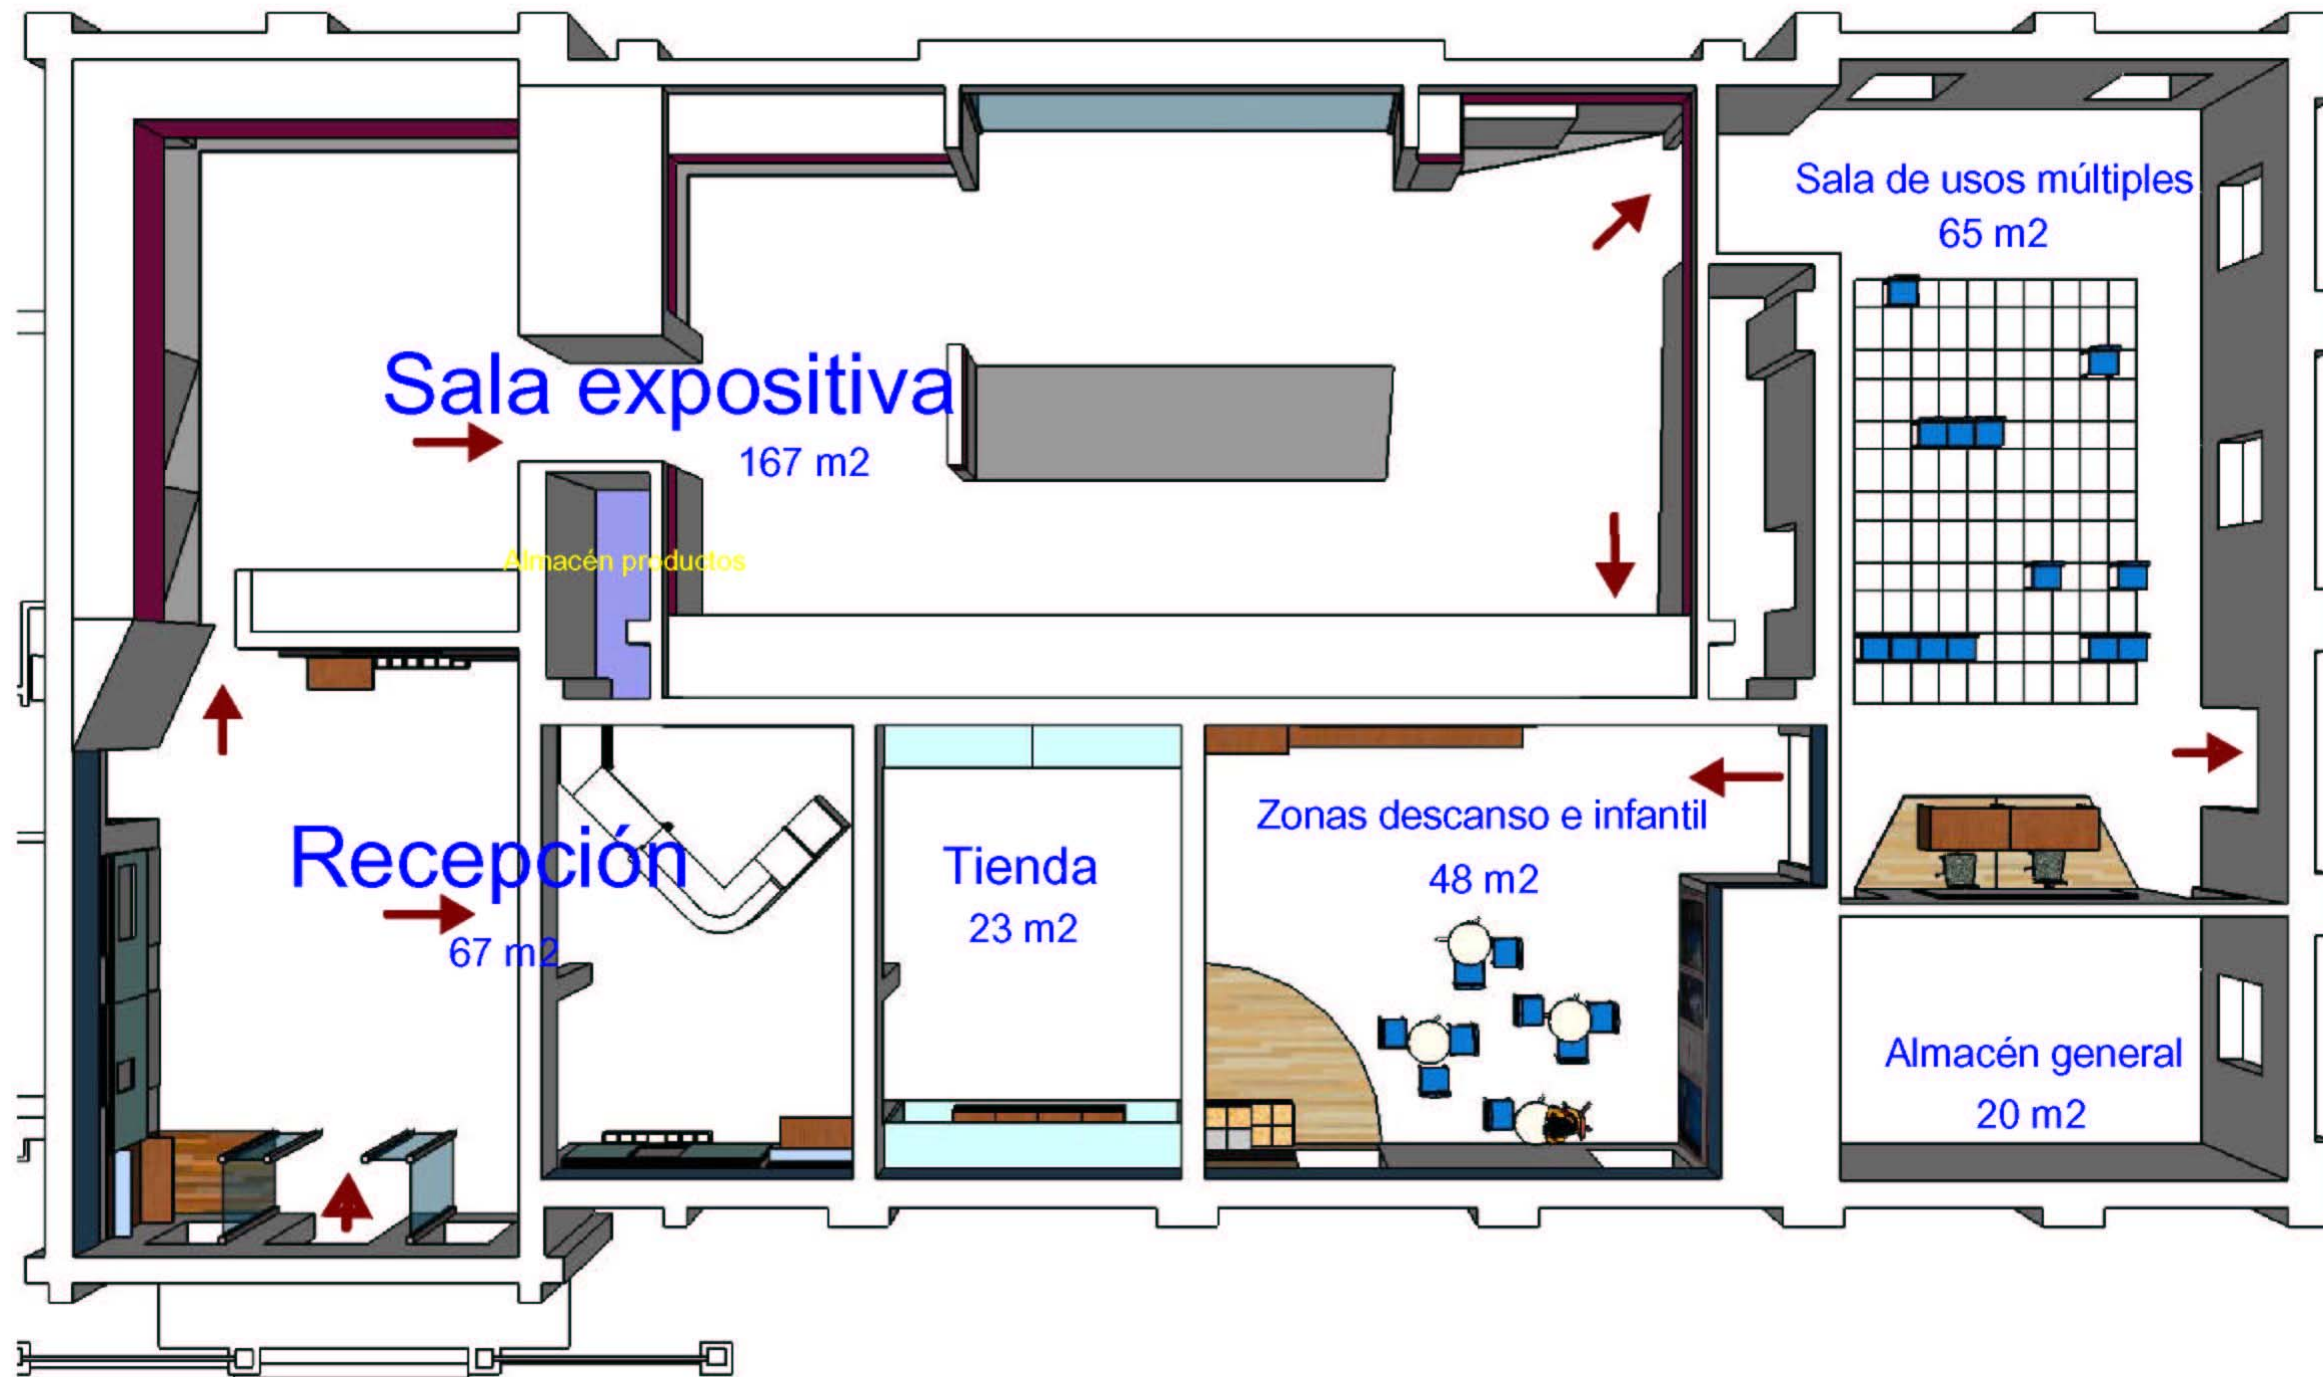 Sala de usos múltiples
65 m2
Sala expositiva
167 m2
Almacén productos
Recepción
67 m2
Tienda
23 m2
Zonas descanso e infantil
48 m2
Almacén general
20 m2